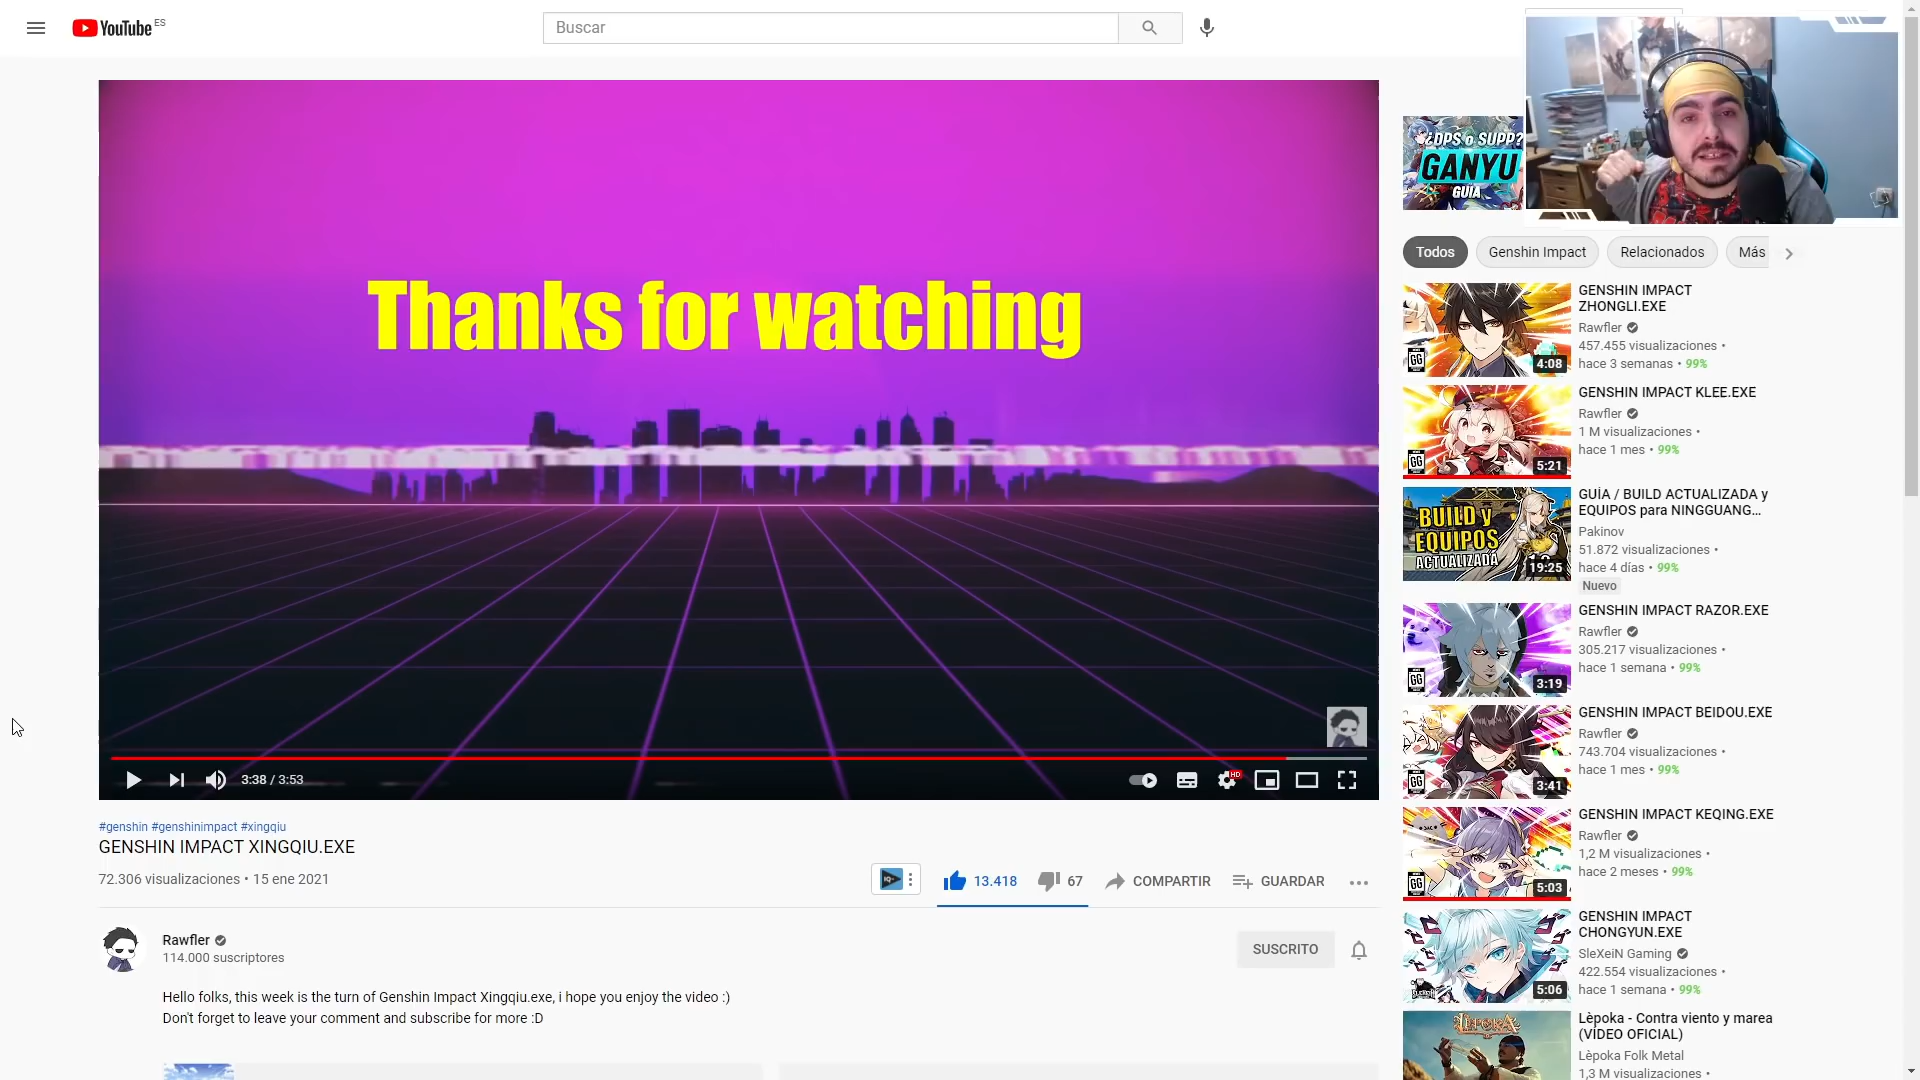 YouTube ES
Buscar
Thanks for watching
3:38 / 3:53
HD
#genshin #genshinimpact #xingqiu
GENSHIN IMPACT XINGQIU.EXE
72.306 visualizaciones • 15 ene 2021
13.418
67
COMPARTIR
GUARDAR
Rawfler
114.000 suscriptores
SUSCRITO
Hello folks, this week is the turn of Genshin Impact Xingqiu.exe, i hope you enjoy the video :)
Don't forget to leave your comment and subscribe for more :D
¿DPS o SUPP?
GANYU
GUIA
Todos
Genshin Impact
Relacionados
Más
GG
4:08
GENSHIN IMPACT
ZHONGLI.EXE
Rawfler
457.455 visualizaciones •
hace 3 semanas • 99%
GG
5:21
GENSHIN IMPACT KLEE.EXE
Rawfler
1 M visualizaciones •
hace 1 mes • 99%
BUILD y
EQUIPOS
ACTUALIZADA
19:25
GUÍA / BUILD ACTUALIZADA y
EQUIPOS para NINGGUANG...
Pakinov
51.872 visualizaciones •
hace 4 días • 99%
Nuevo
GG
3:19
GENSHIN IMPACT RAZOR.EXE
Rawfler
305.217 visualizaciones •
hace 1 semana • 99%
GG
3:41
GENSHIN IMPACT BEIDOU.EXE
Rawfler
743.704 visualizaciones •
hace 1 mes • 99%
GG
5:03
GENSHIN IMPACT KEQING.EXE
Rawfler
1,2 M visualizaciones •
hace 2 meses • 99%
5:06
GENSHIN IMPACT
CHONGYUN.EXE
SleXeiN Gaming
422.554 visualizaciones •
hace 1 semana • 99%
LÈPOKA
Lèpoka - Contra viento y marea
(VÍDEO OFICIAL)
Lèpoka Folk Metal
1,3 M visualizaciones •